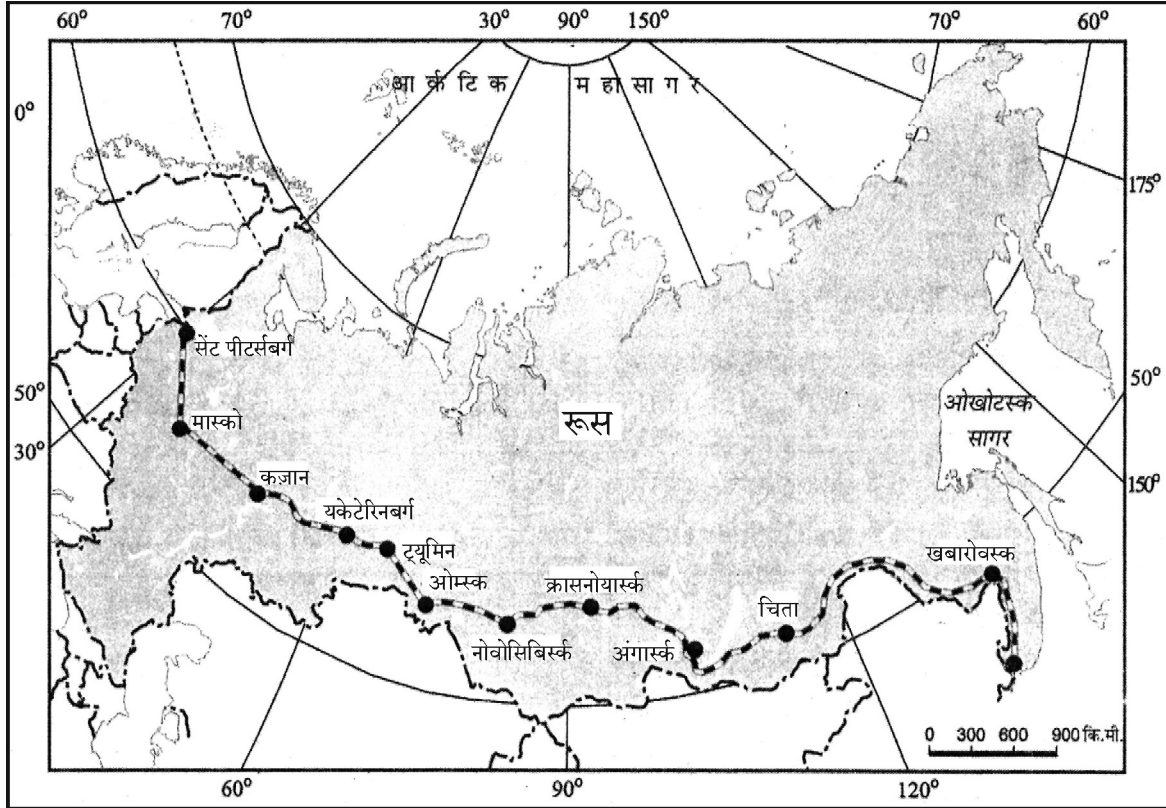 60° 70° 30° 90° 150° 70° 60°
आर्कटिक महासागर
0°
175°
सेंट पीटर्सबर्ग
50° 50°
रूस
ओखोटस्क
सागर
मास्को
30°
150°
कज़ान
यकेटेरिनबर्ग
ट्यूमिन
खबारोवस्क
ओम्स्क
क्रासनोयार्स्क
चिता
नोवोसिबिर्स्क
अंगार्स्क
0 300 600 900 कि.मी.
60° 90° 120°